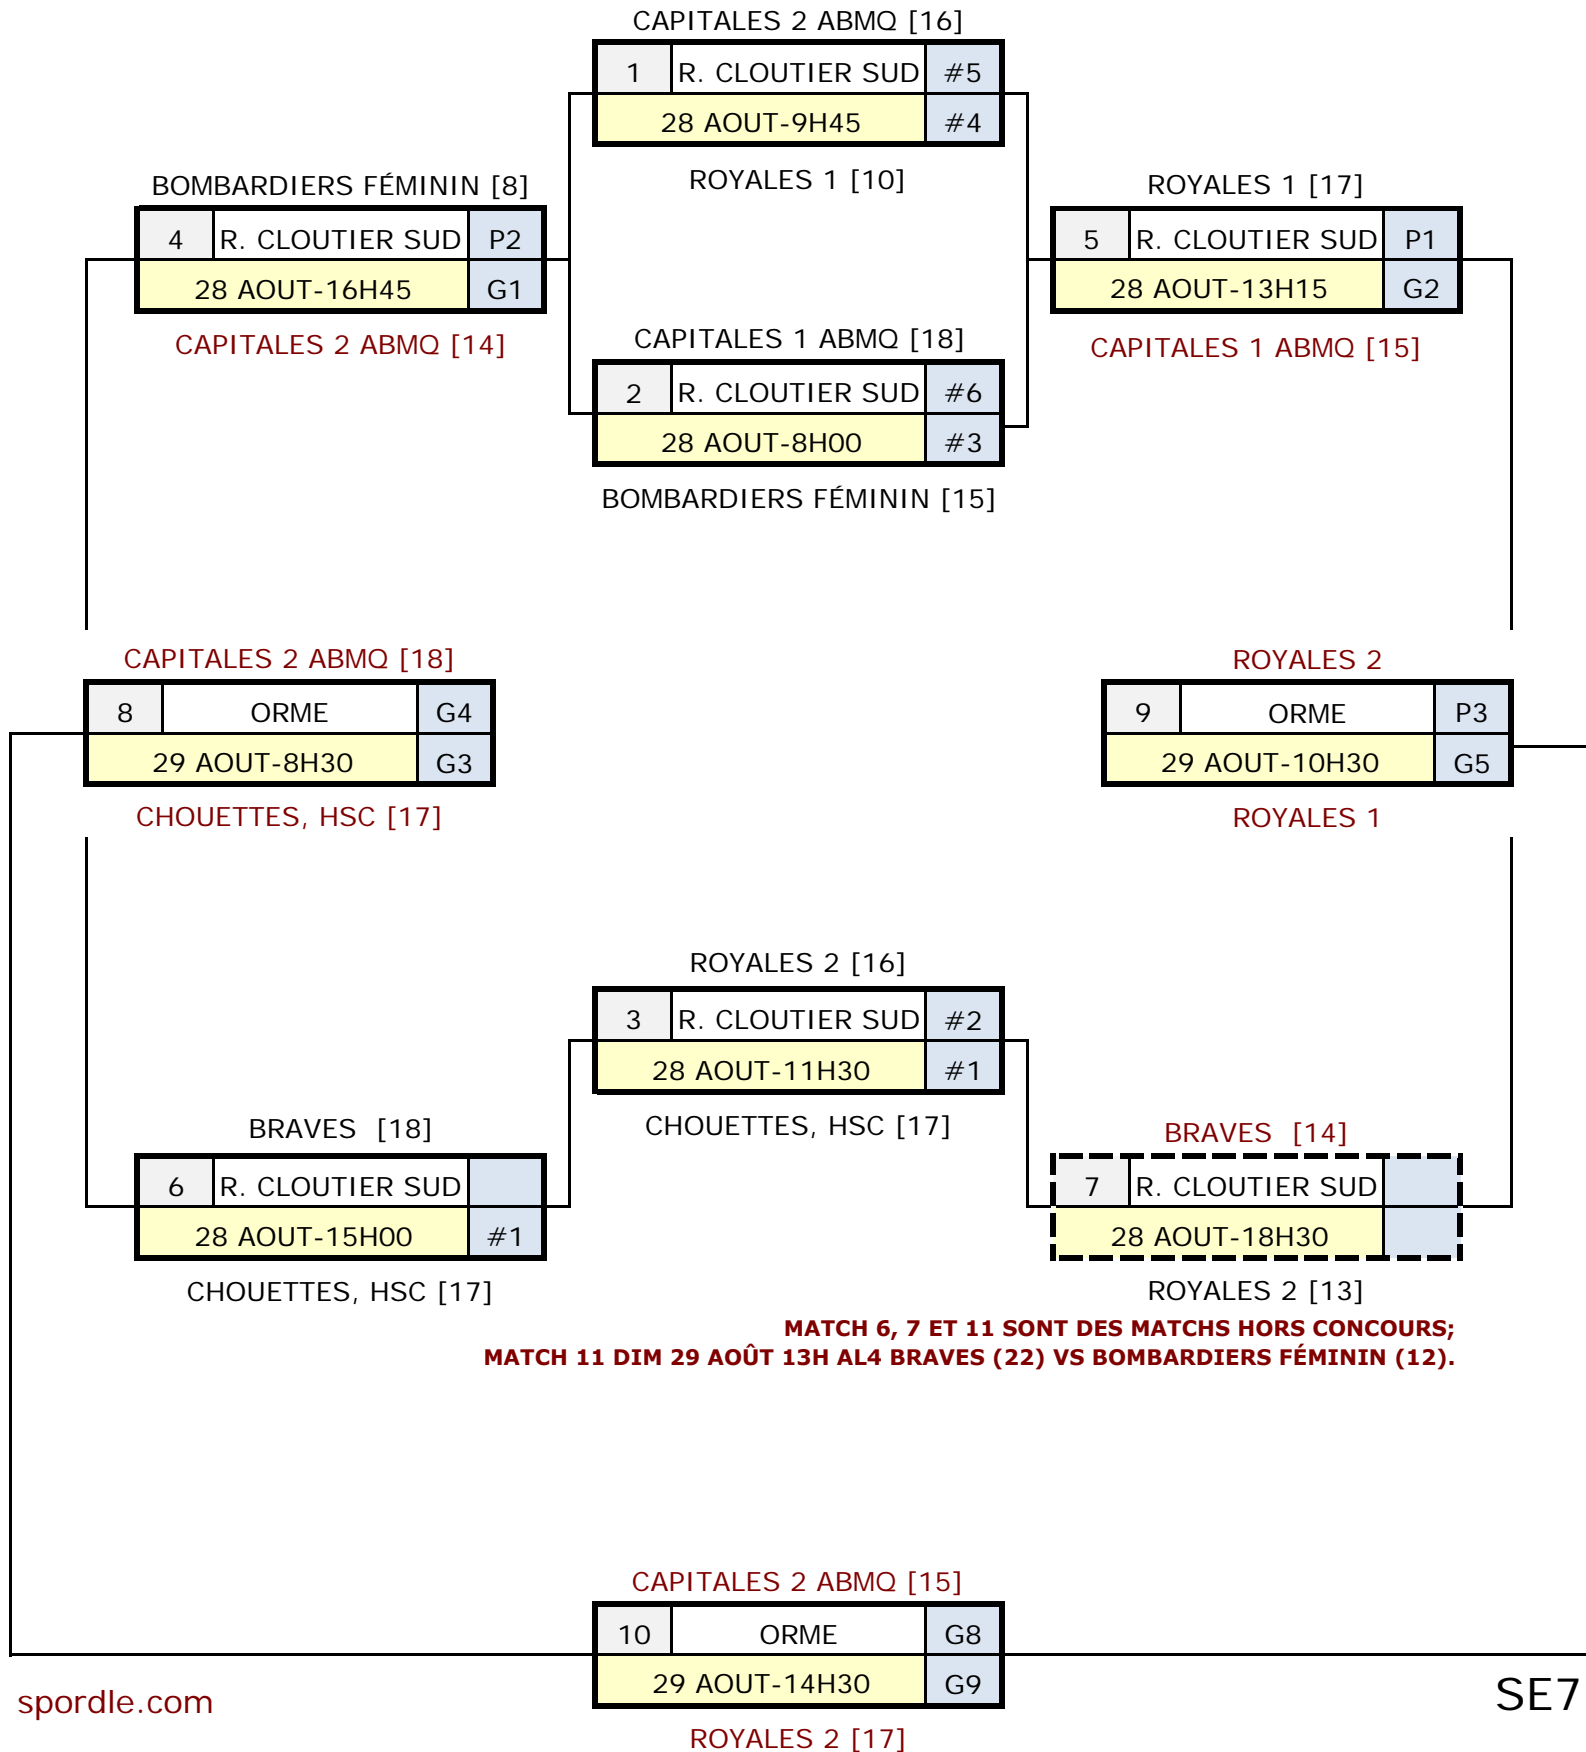 CAPITALES 2 ABMQ [16]
1 R. CLOUTIER SUD #5
28 AOUT-9H45 #4
ROYALES 1 [10]
BOMBARDIERS FÉMININ [8]
4 R. CLOUTIER SUD P2
28 AOUT-16H45 G1
CAPITALES 2 ABMQ [14]
ROYALES 1 [17]
5 R. CLOUTIER SUD P1
28 AOUT-13H15 G2
CAPITALES 1 ABMQ [15]
CAPITALES 1 ABMQ [18]
2 R. CLOUTIER SUD #6
28 AOUT-8H00 #3
BOMBARDIERS FÉMININ [15]
CAPITALES 2 ABMQ [18]
8 ORME G4
29 AOUT-8H30 G3
CHOUETTES, HSC [17]
ROYALES 2
9 ORME P3
29 AOUT-10H30 G5
ROYALES 1
ROYALES 2 [16]
3 R. CLOUTIER SUD #2
28 AOUT-11H30 #1
CHOUETTES, HSC [17]
BRAVES [18]
6 R. CLOUTIER SUD
28 AOUT-15H00 #1
CHOUETTES, HSC [17]
BRAVES [14]
7 R. CLOUTIER SUD
28 AOUT-18H30
ROYALES 2 [13]
MATCH 6, 7 ET 11 SONT DES MATCHS HORS CONCOURS;
MATCH 11 DIM 29 AOÛT 13H AL4 BRAVES (22) VS BOMBARDIERS FÉMININ (12).
CAPITALES 2 ABMQ [15]
10 ORME G8
29 AOUT-14H30 G9
ROYALES 2 [17]
spordle.com
SE7